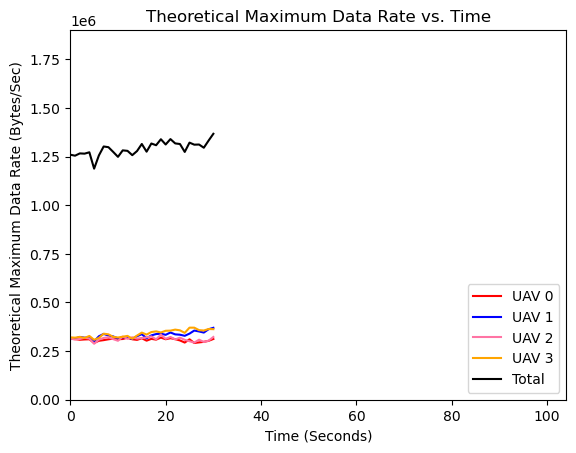 Theoretical Maximum Data Rate vs. Time
1e6
Theoretical Maximum Data Rate (Bytes/Sec)
1.75
1.50
1.25
1.00
0.75
0.50
0.25
0.00
0 20 40 60 80 100
Time (Seconds)
UAV 0
UAV 1
UAV 2
UAV 3
Total